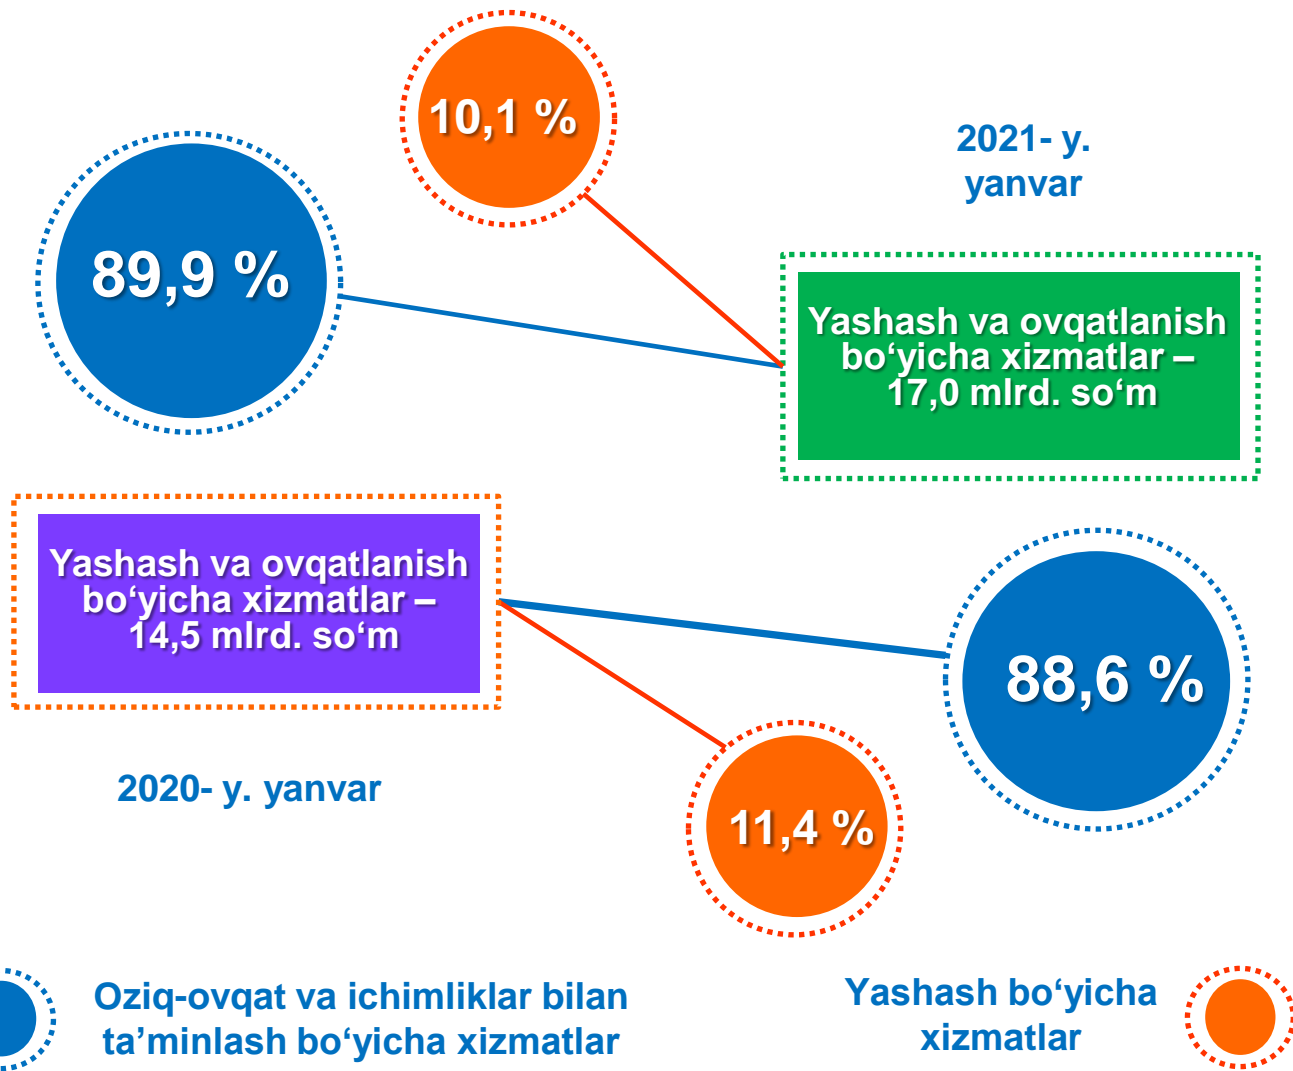 10,1 %
2021- y.
yanvar
89,9 %
Yashash va ovqatlanish
bo‘yicha xizmatlar –
17,0 mlrd. so‘m
Yashash va ovqatlanish
bo‘yicha xizmatlar –
14,5 mlrd. so‘m
88,6 %
2020- y. yanvar
11,4 %
Oziq-ovqat va ichimliklar bilan
ta’minlash bo‘yicha xizmatlar
Yashash bo‘yicha
xizmatlar